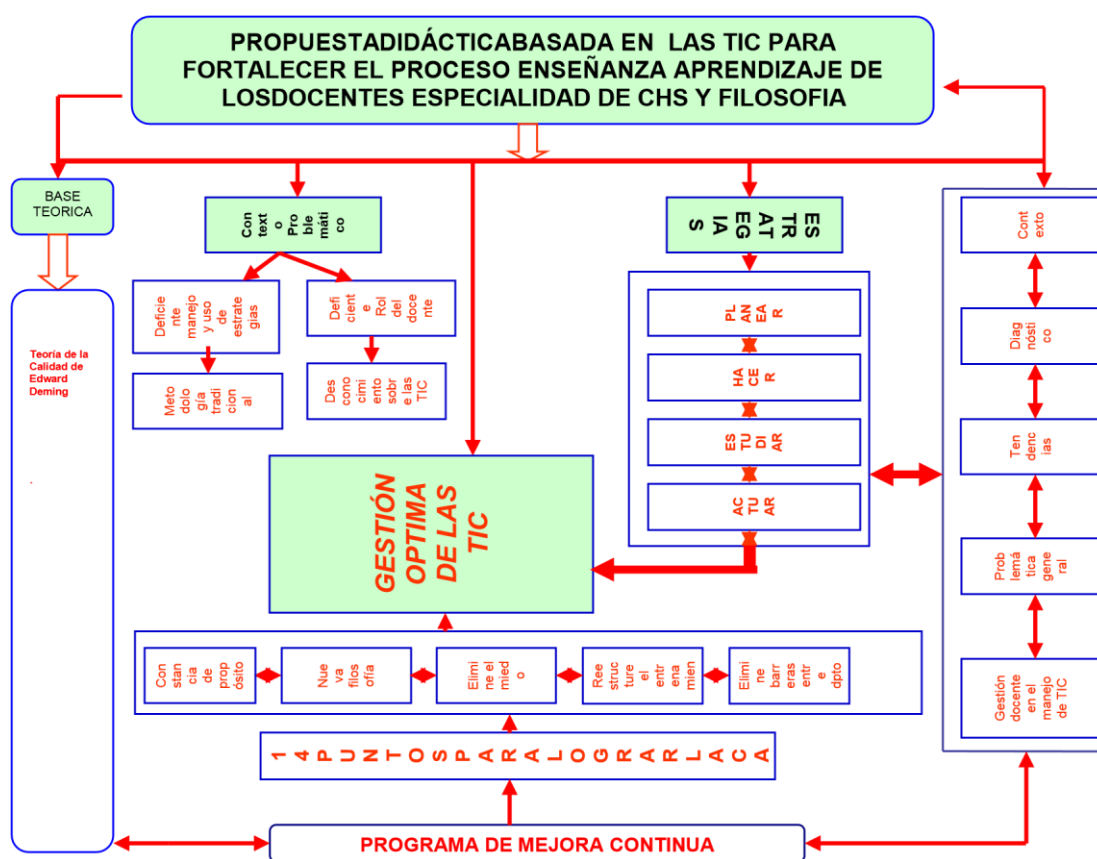 PROPUESTADIDÁCTICABASADA EN LAS TIC PARA
FORTALECER EL PROCESO ENSEÑANZA APRENDIZAJE DE
LOSDOCENTES ESPECIALIDAD DE CHS Y FILOSOFIA
BASE
TEORICA
Con
text
o Pro
ble
máti
co
ES
TR
AT
EG
IA
S
Cont
exto
Deficie
nte
manejo
y uso
de
estrate
gias
Defi
cient
e Rol
del
doce
nte
PL
AN
EA
R
Diag
nósti
co
Teoría de la
Calidad de
Edward
Deming
.
Meto
dolo
gía
tradi
cion
al
Des
cono
cimi
ento
sobr
e las
TIC
HA
CE
R
ES
TU
DI
AR
Ten
denc
ias
GESTIÓN
OPTIMA
DE LAS
TIC
AC
TU
AR
Prob
lemá
tica
gene
ral
Con
stan
cia de
prop
ósito
Nue
va
filos
ofía
Elimi
ne el
mied
o
Ree
struc
ture
el
entr
ena
mien
Elimi
ne
barr
eras
entr
e
dpto
Gestión
docente
en el
manejo
de TIC
1 4 P U N T O S P A R A L O G R A R L A C A
PROGRAMA DE MEJORA CONTINUA